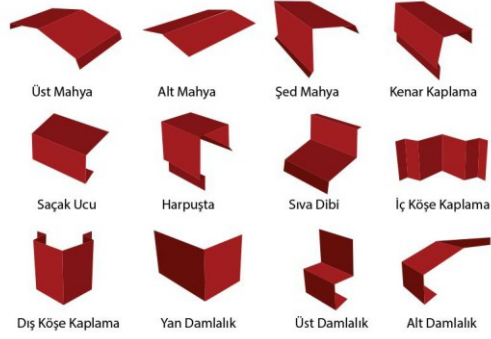 Üst Mahya
Alt Mahya
Şed Mahya
Kenar Kaplama
Saçak Ucu
Harpuşta
Sıva Dibi
İç Köşe Kaplama
Dış Köşe Kaplama
Yan Damlalık
Üst Damlalık
Alt Damlalık